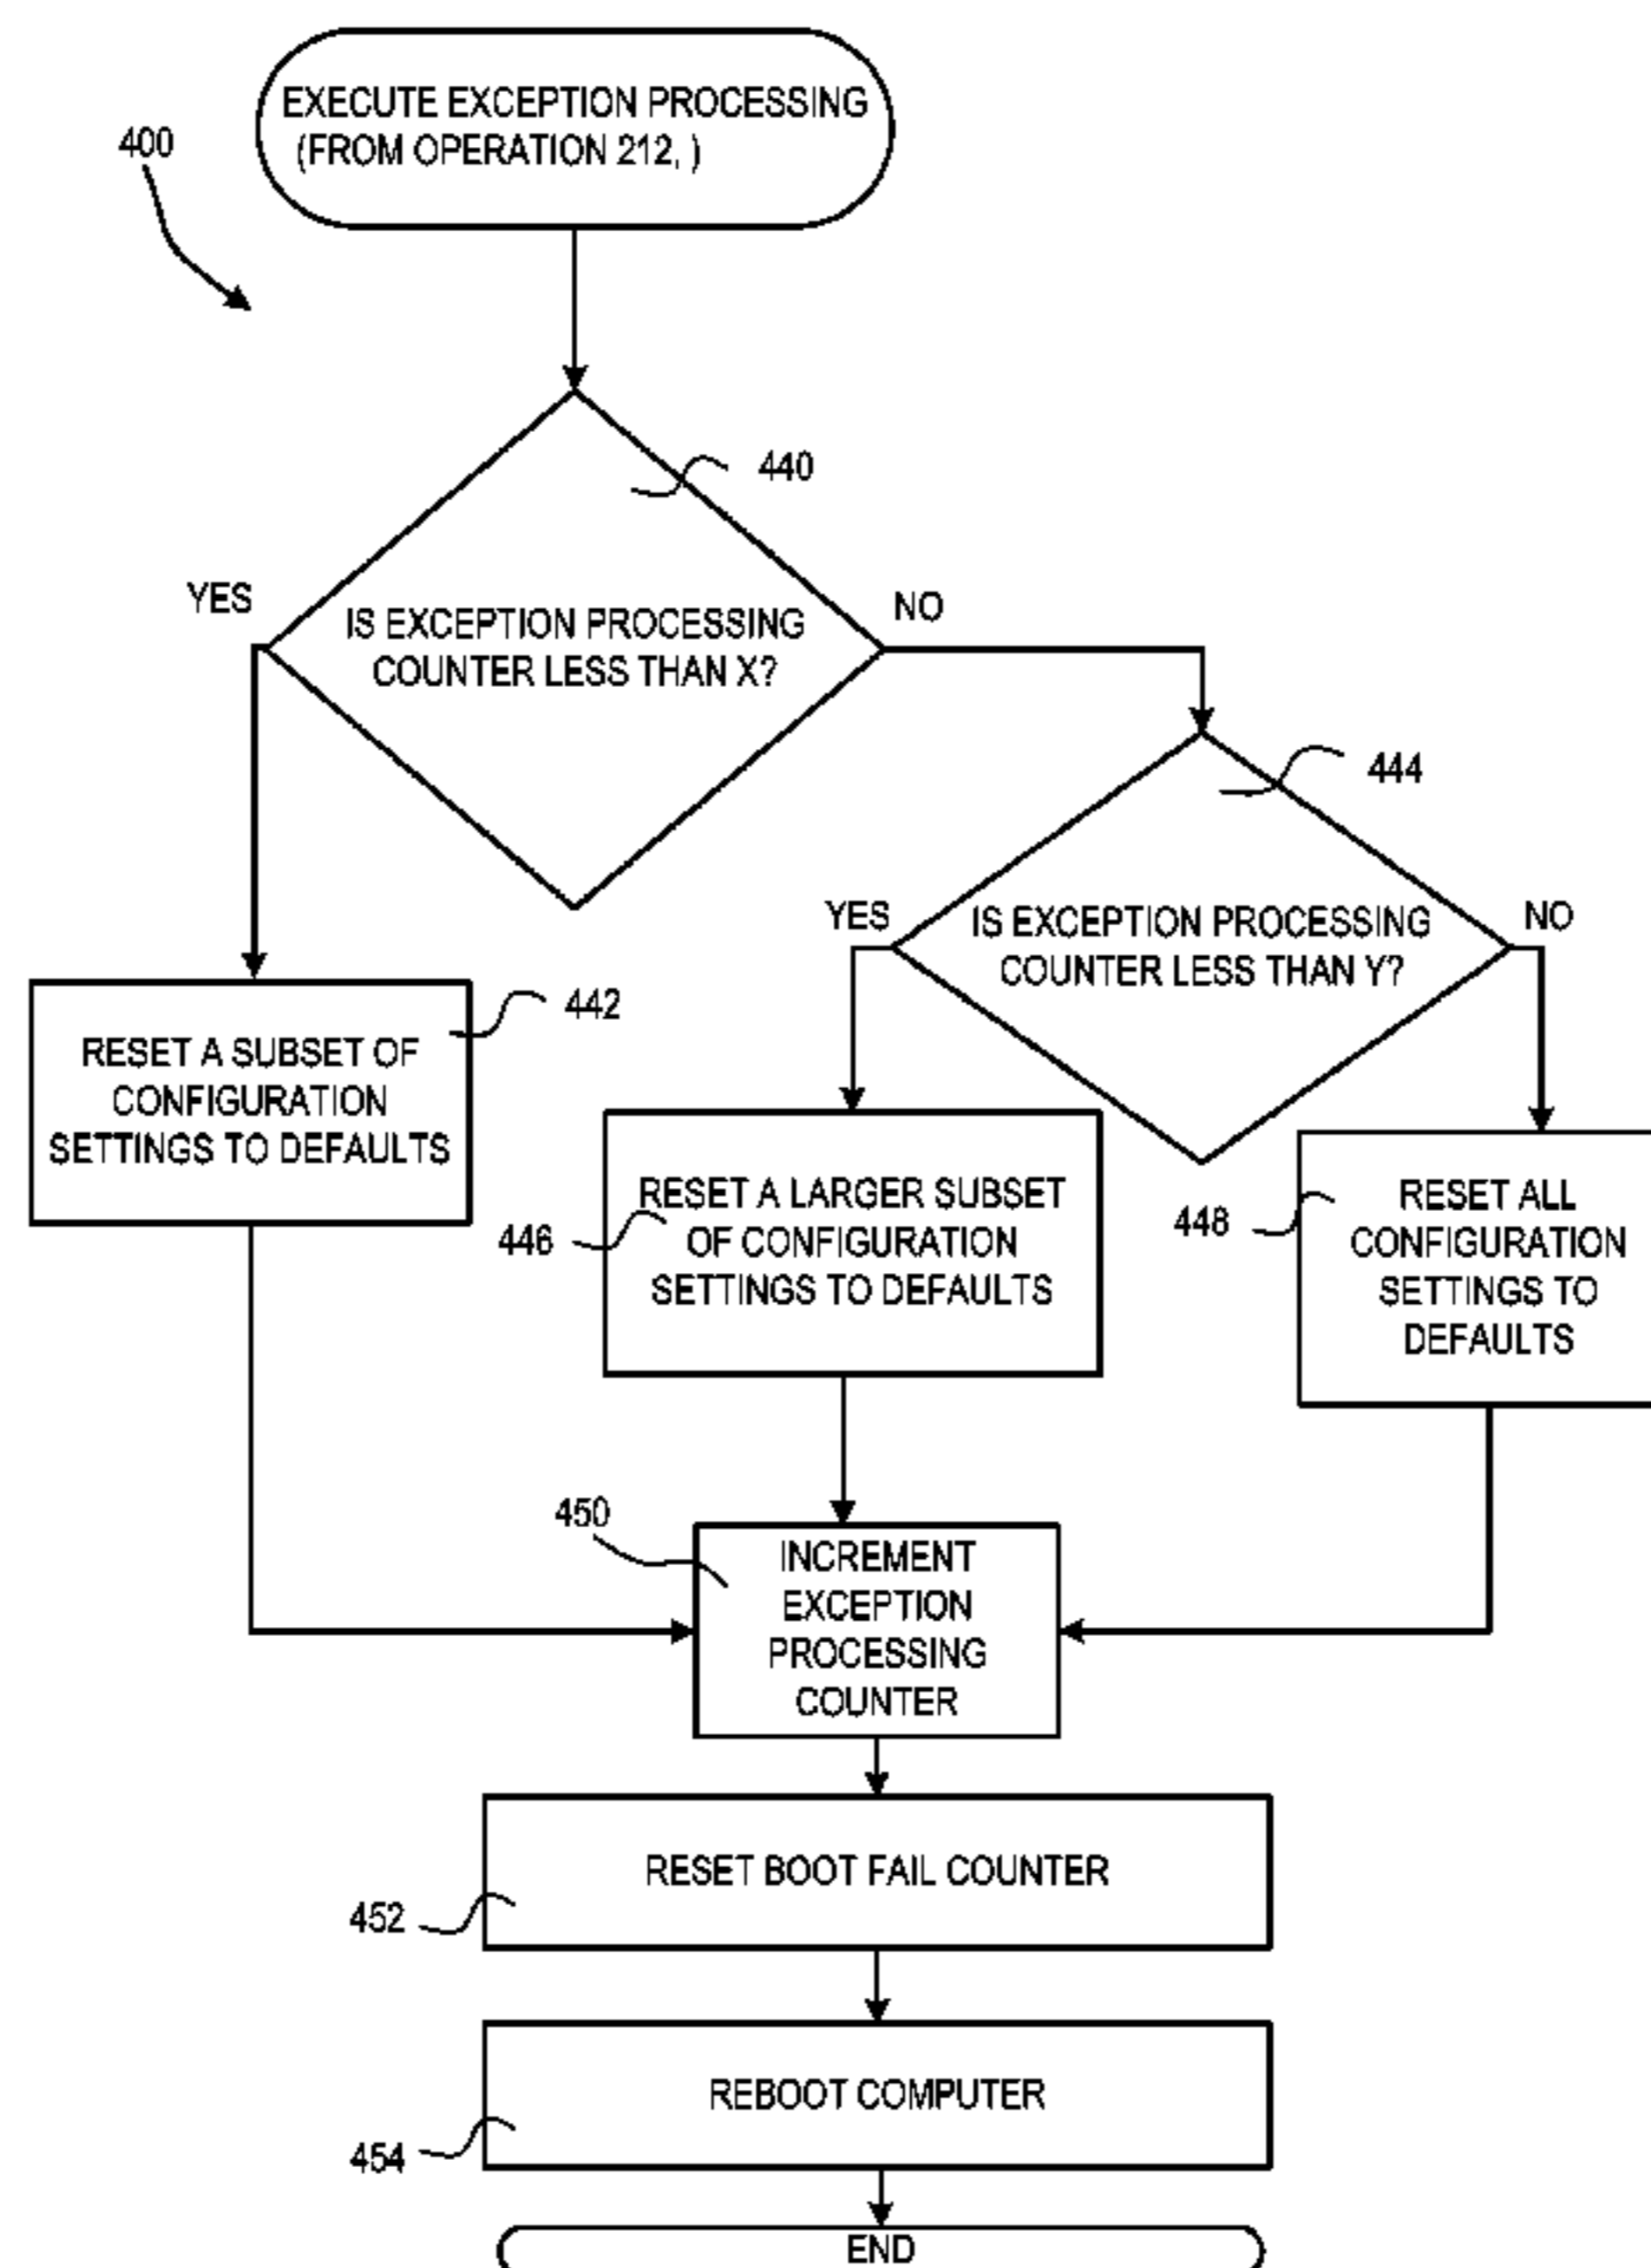 EXECUTE EXCEPTION PROCESSING
(FROM OPERATION 212, )
400
440
YES
NO
IS EXCEPTION PROCESSING
COUNTER LESS THAN X?
444
YES
NO
IS EXCEPTION PROCESSING
COUNTER LESS THAN Y?
442
RESET A SUBSET OF
CONFIGURATION
SETTINGS TO DEFAULTS
446
RESET A LARGER SUBSET
OF CONFIGURATION
SETTINGS TO DEFAULTS
448
RESET ALL
CONFIGURATION
SETTINGS TO
DEFAULTS
450
INCREMENT
EXCEPTION
PROCESSING
COUNTER
RESET BOOT FAIL COUNTER
452
REBOOT COMPUTER
454
END